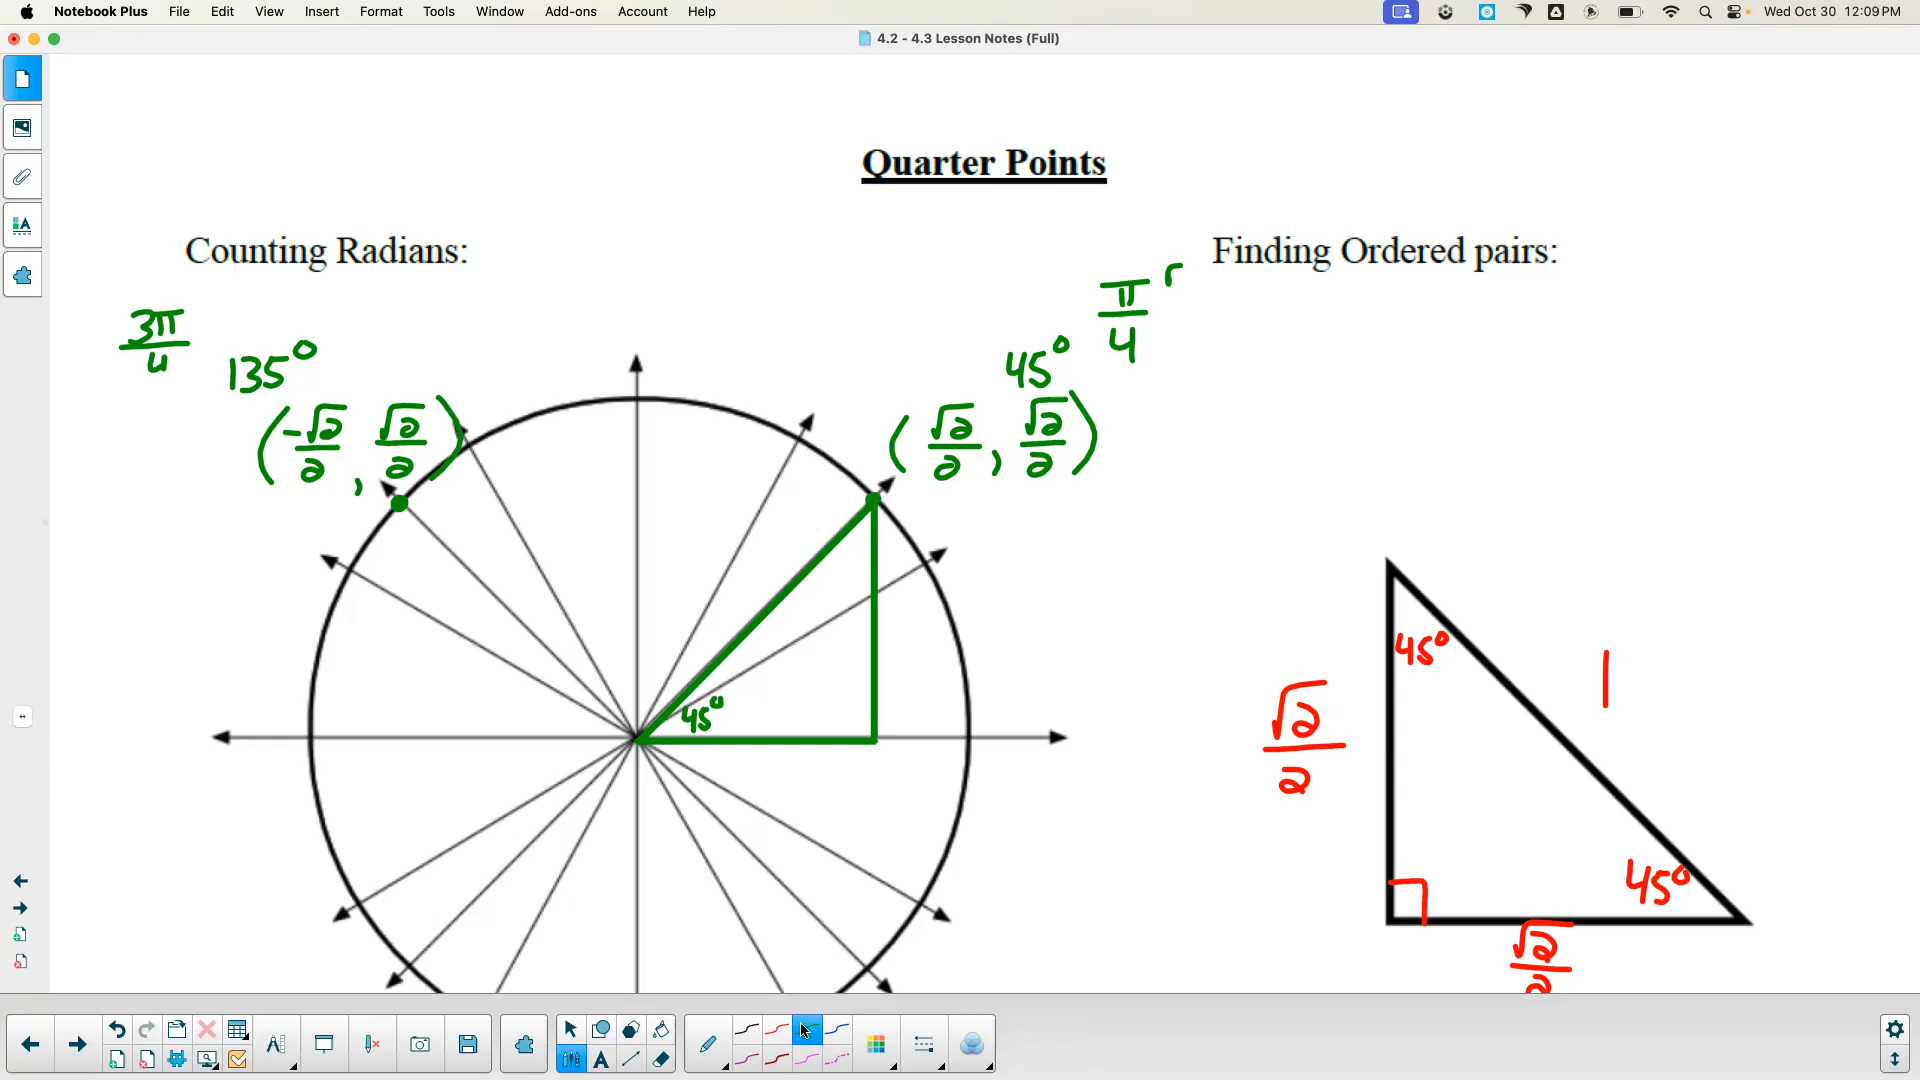 Notebook Plus File Edit View Insert Format Tools Window Add-ons Account Help Wed Oct 30 12:09 PM
4.2 - 4.3 Lesson Notes (Full)
Quarter Points
Counting Radians:
Finding Ordered pairs:
3π/4
135°
(-√2/2, √2/2)
π/4 r
45°
(√2/2, √2/2)
45°
45°
1
√2/2
45°
√2/2